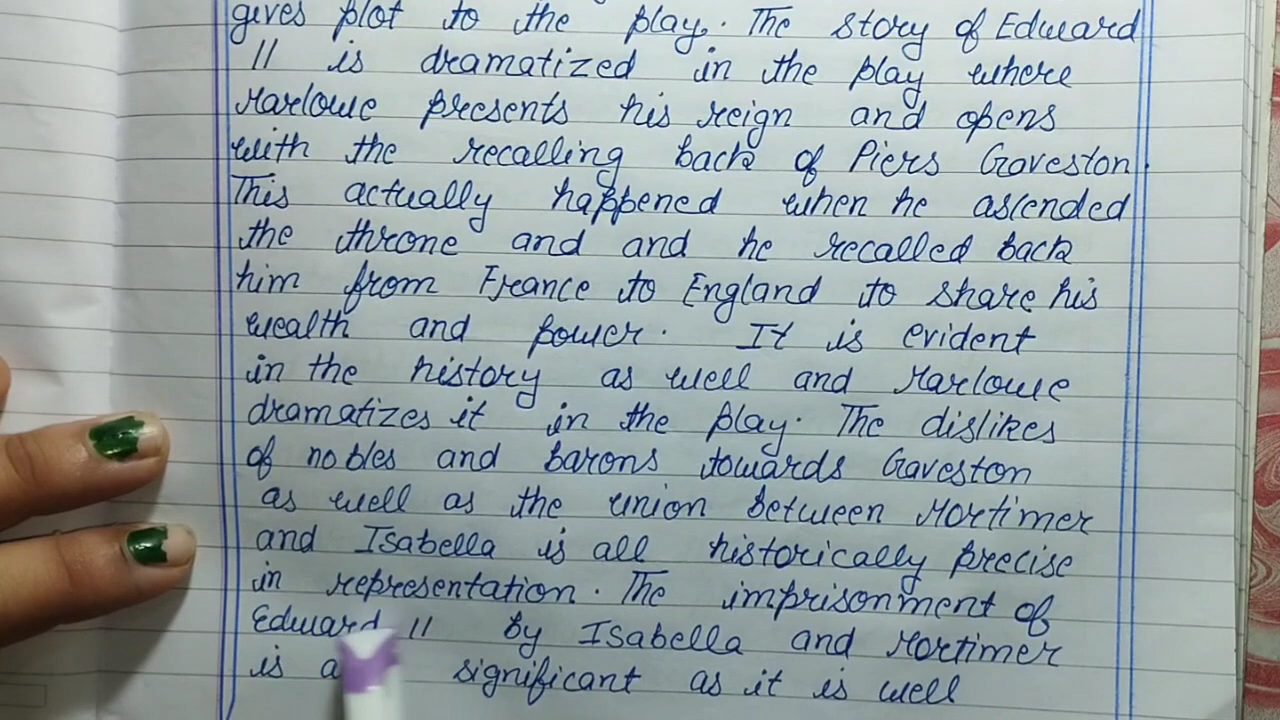 gives plot to the play. The story of Edward
II is dramatized in the play where
Marlowe presents his reign and opens
with the recalling back of Piers Gaveston.
This actually happened when he ascended
the throne and and he recalled back
him from France to England to share his
wealth and power. It is evident
in the history as well and Marlowe
dramatizes it in the play. The dislikes
of nobles and barons towards Gaveston
as well as the union between Mortimer
and Isabella is all historically precise
in representation. The imprisonment of
Edward II by Isabella and Mortimer
is significant as it is well